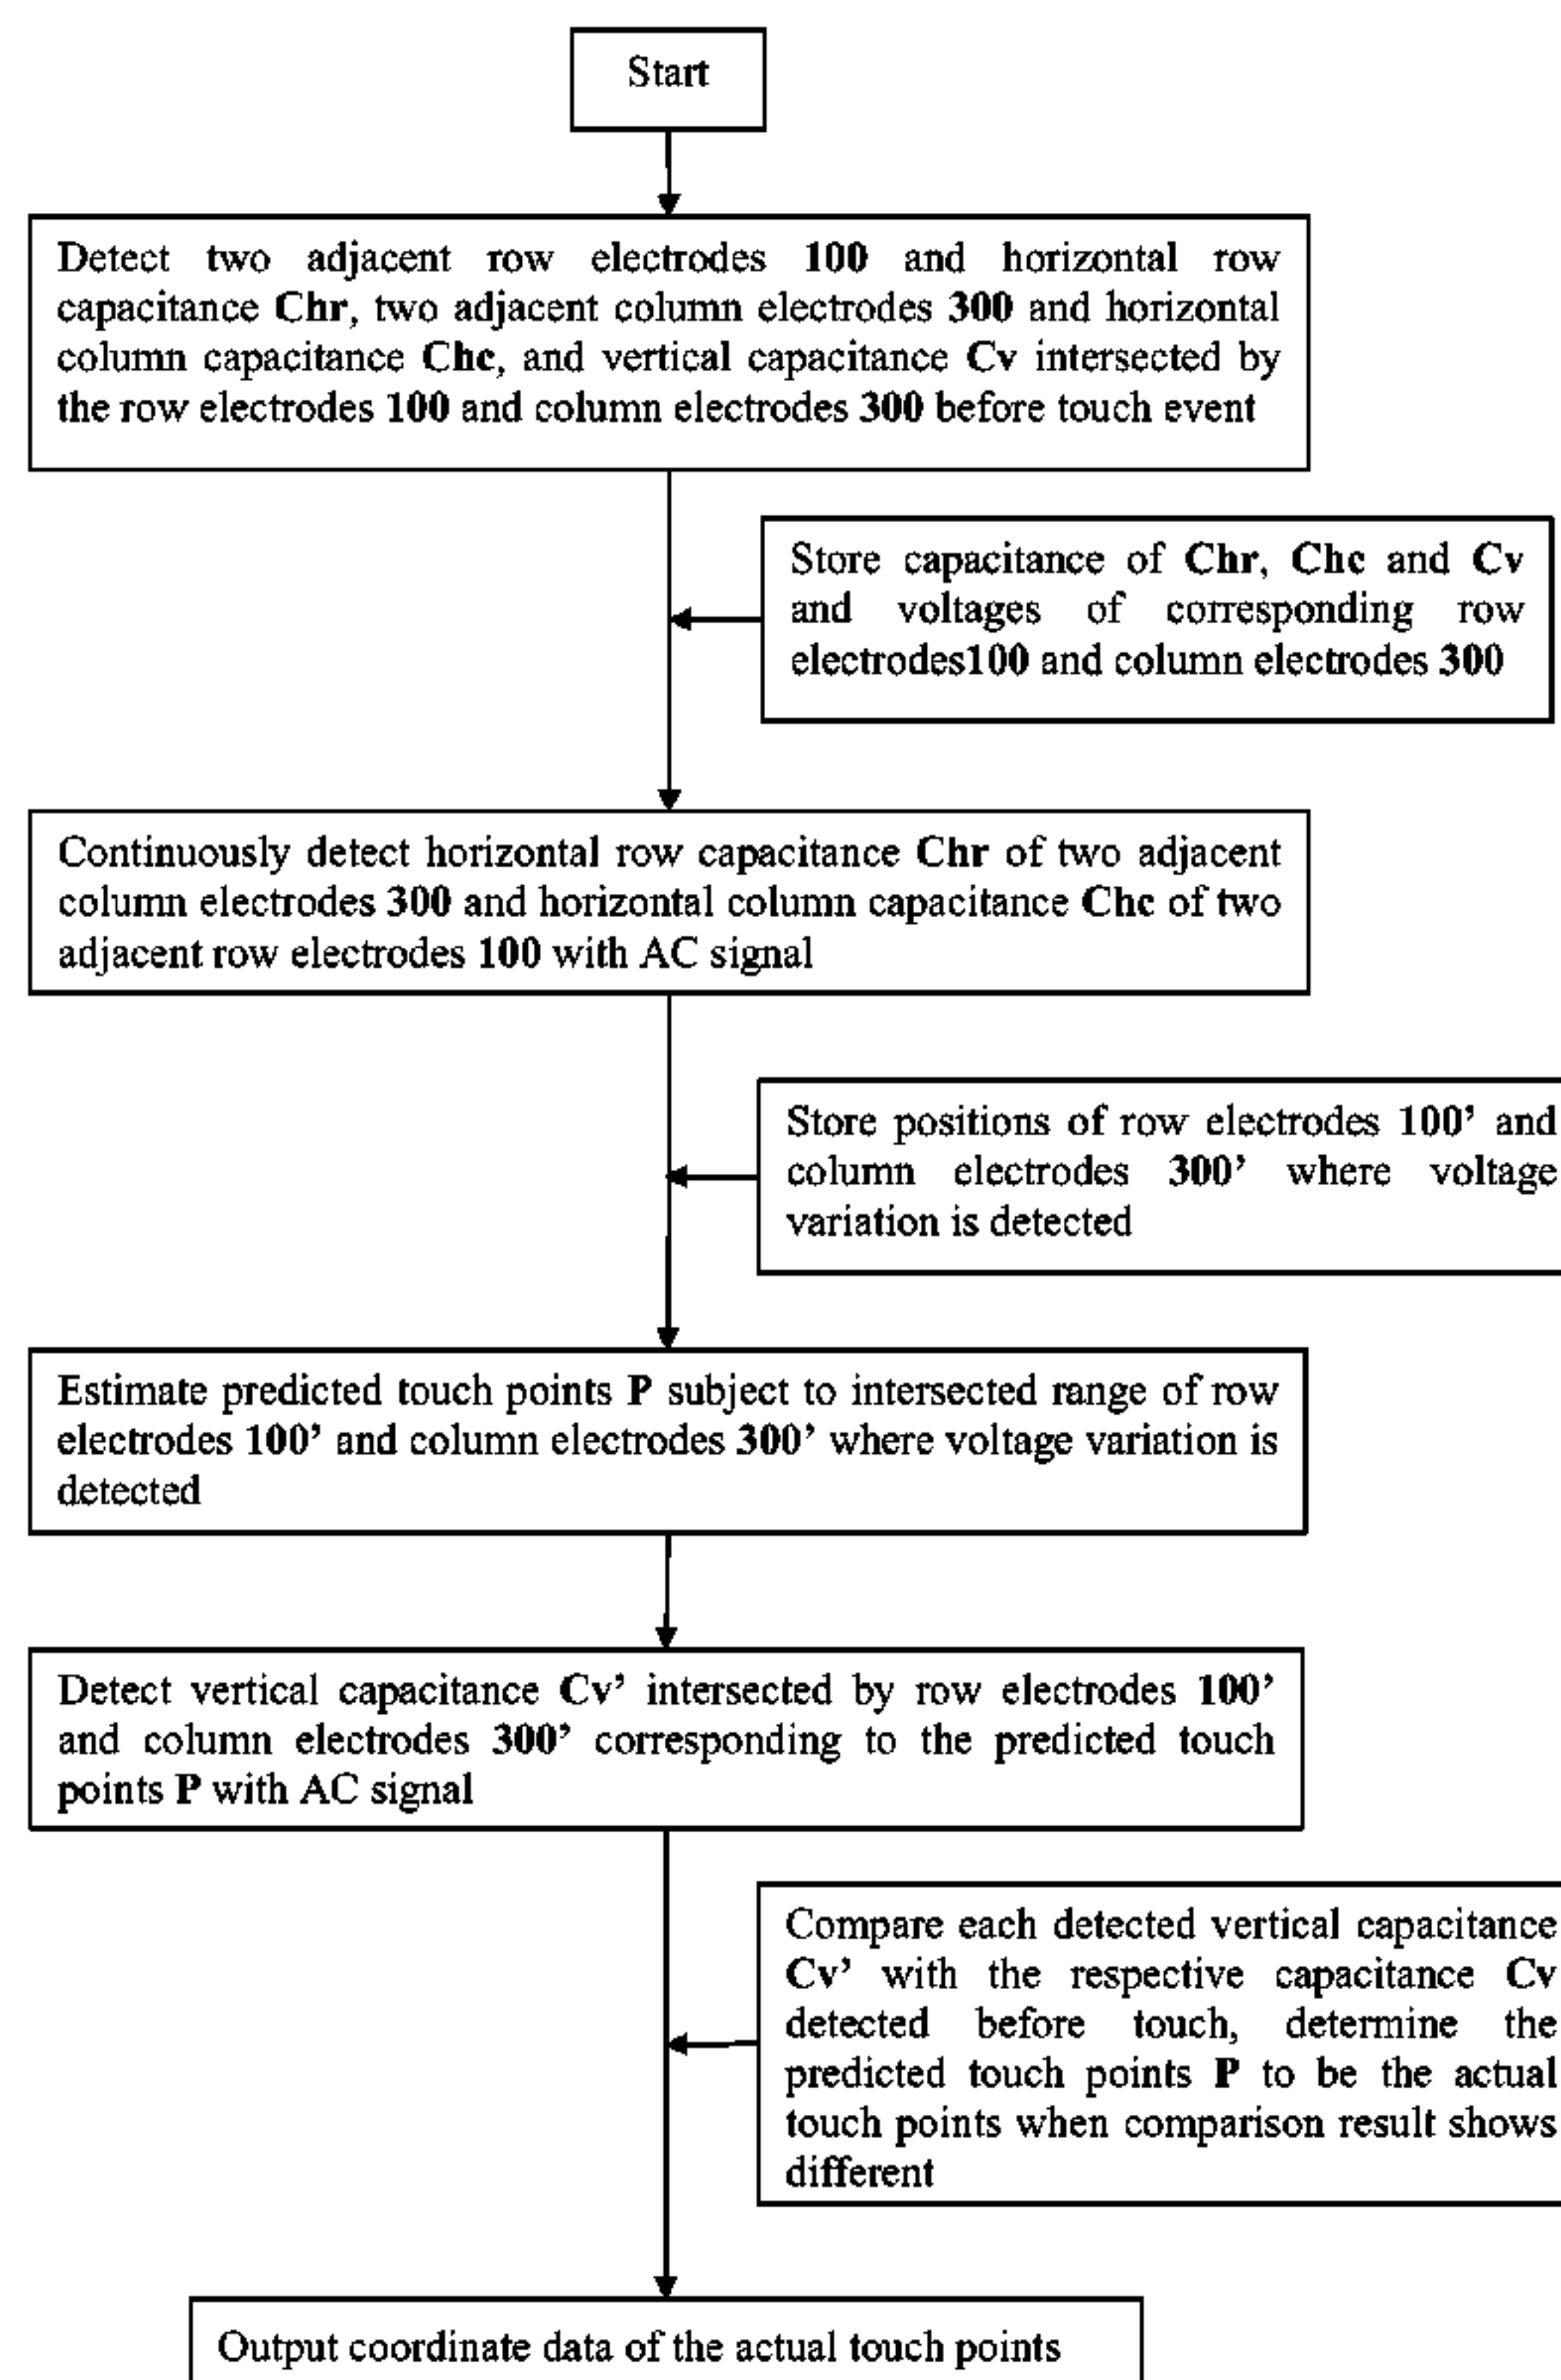 Start
Detect two adjacent row electrodes 100 and horizontal row
capacitance Chr, two adjacent column electrodes 300 and horizontal
column capacitance Chc, and vertical capacitance Cv intersected by
the row electrodes 100 and column electrodes 300 before touch event
Store capacitance of Chr, Chc and Cv
and voltages of corresponding row
electrodes100 and column electrodes 300
Continuously detect horizontal row capacitance Chr of two adjacent
column electrodes 300 and horizontal column capacitance Chc of two
adjacent row electrodes 100 with AC signal
Store positions of row electrodes 100’ and
column electrodes 300’ where voltage
variation is detected
Estimate predicted touch points P subject to intersected range of row
electrodes 100’ and column electrodes 300’ where voltage variation is
detected
Detect vertical capacitance Cv’ intersected by row electrodes 100’
and column electrodes 300’ corresponding to the predicted touch
points P with AC signal
Compare each detected vertical capacitance
Cv’ with the respective capacitance Cv
detected before touch, determine the
predicted touch points P to be the actual
touch points when comparison result shows
different
Output coordinate data of the actual touch points